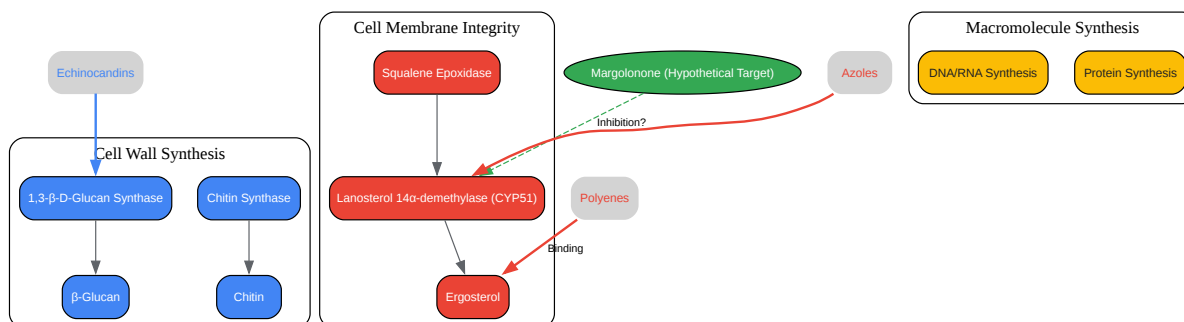 Cell Membrane Integrity
Macromolecule Synthesis
Echinocandins
Squalene Epoxidase
Margolonone (Hypothetical Target)
Azoles
DNA/RNA Synthesis
Protein Synthesis
Inhibition?
Cell Wall Synthesis
1,3-β-D-Glucan Synthase
Chitin Synthase
Lanosterol 14α-demethylase (CYP51)
Polyenes
Binding
β-Glucan
Chitin
Ergosterol